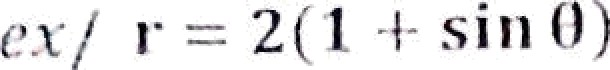 ex/ r = 2(1 + sin θ)